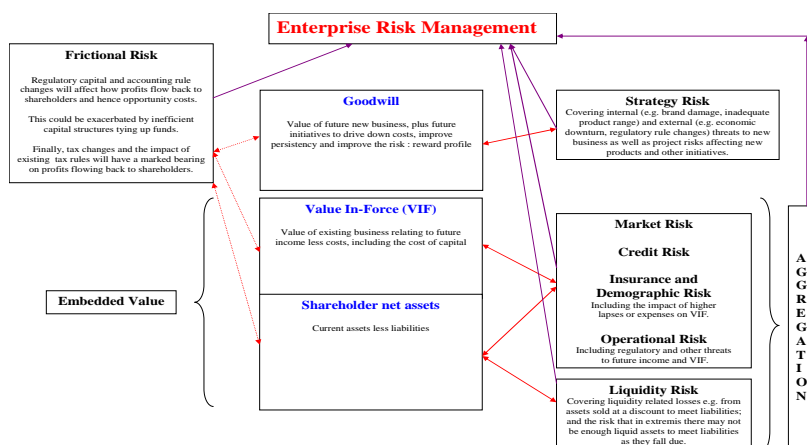 Enterprise Risk Management
Frictional Risk
Regulatory capital and accounting rule
changes will affect how profits flow back to
shareholders and hence opportunity costs.
This could be exacerbated by inefficient
capital structures tying up funds.
Finally, tax changes and the impact of
existing tax rules will have a marked bearing
on profits flowing back to shareholders.
Goodwill
Value of future new business, plus future
initiatives to drive down costs, improve
persistency and improve the risk : reward profile
Strategy Risk
Covering internal (e.g. brand damage, inadequate
product range) and external (e.g. economic
downturn, regulatory rule changes) threats to new
business as well as project risks affecting new
products and other initiatives.
Value In-Force (VIF)
Value of existing business relating to future
income less costs, including the cost of capital
Embedded Value
Shareholder net assets
Current assets less liabilities
Market Risk
Credit Risk
Insurance and
Demographic Risk
Including the impact of higher
lapses or expenses on VIF.
Operational Risk
Including regulatory and other threats
to future income and VIF.
Liquidity Risk
Covering liquidity related losses e.g. from
assets sold at a discount to meet liabilities;
and the risk that in extremis there may not
be enough liquid assets to meet liabilities
as they fall due.
A
G
G
R
E
G
A
T
I
O
N